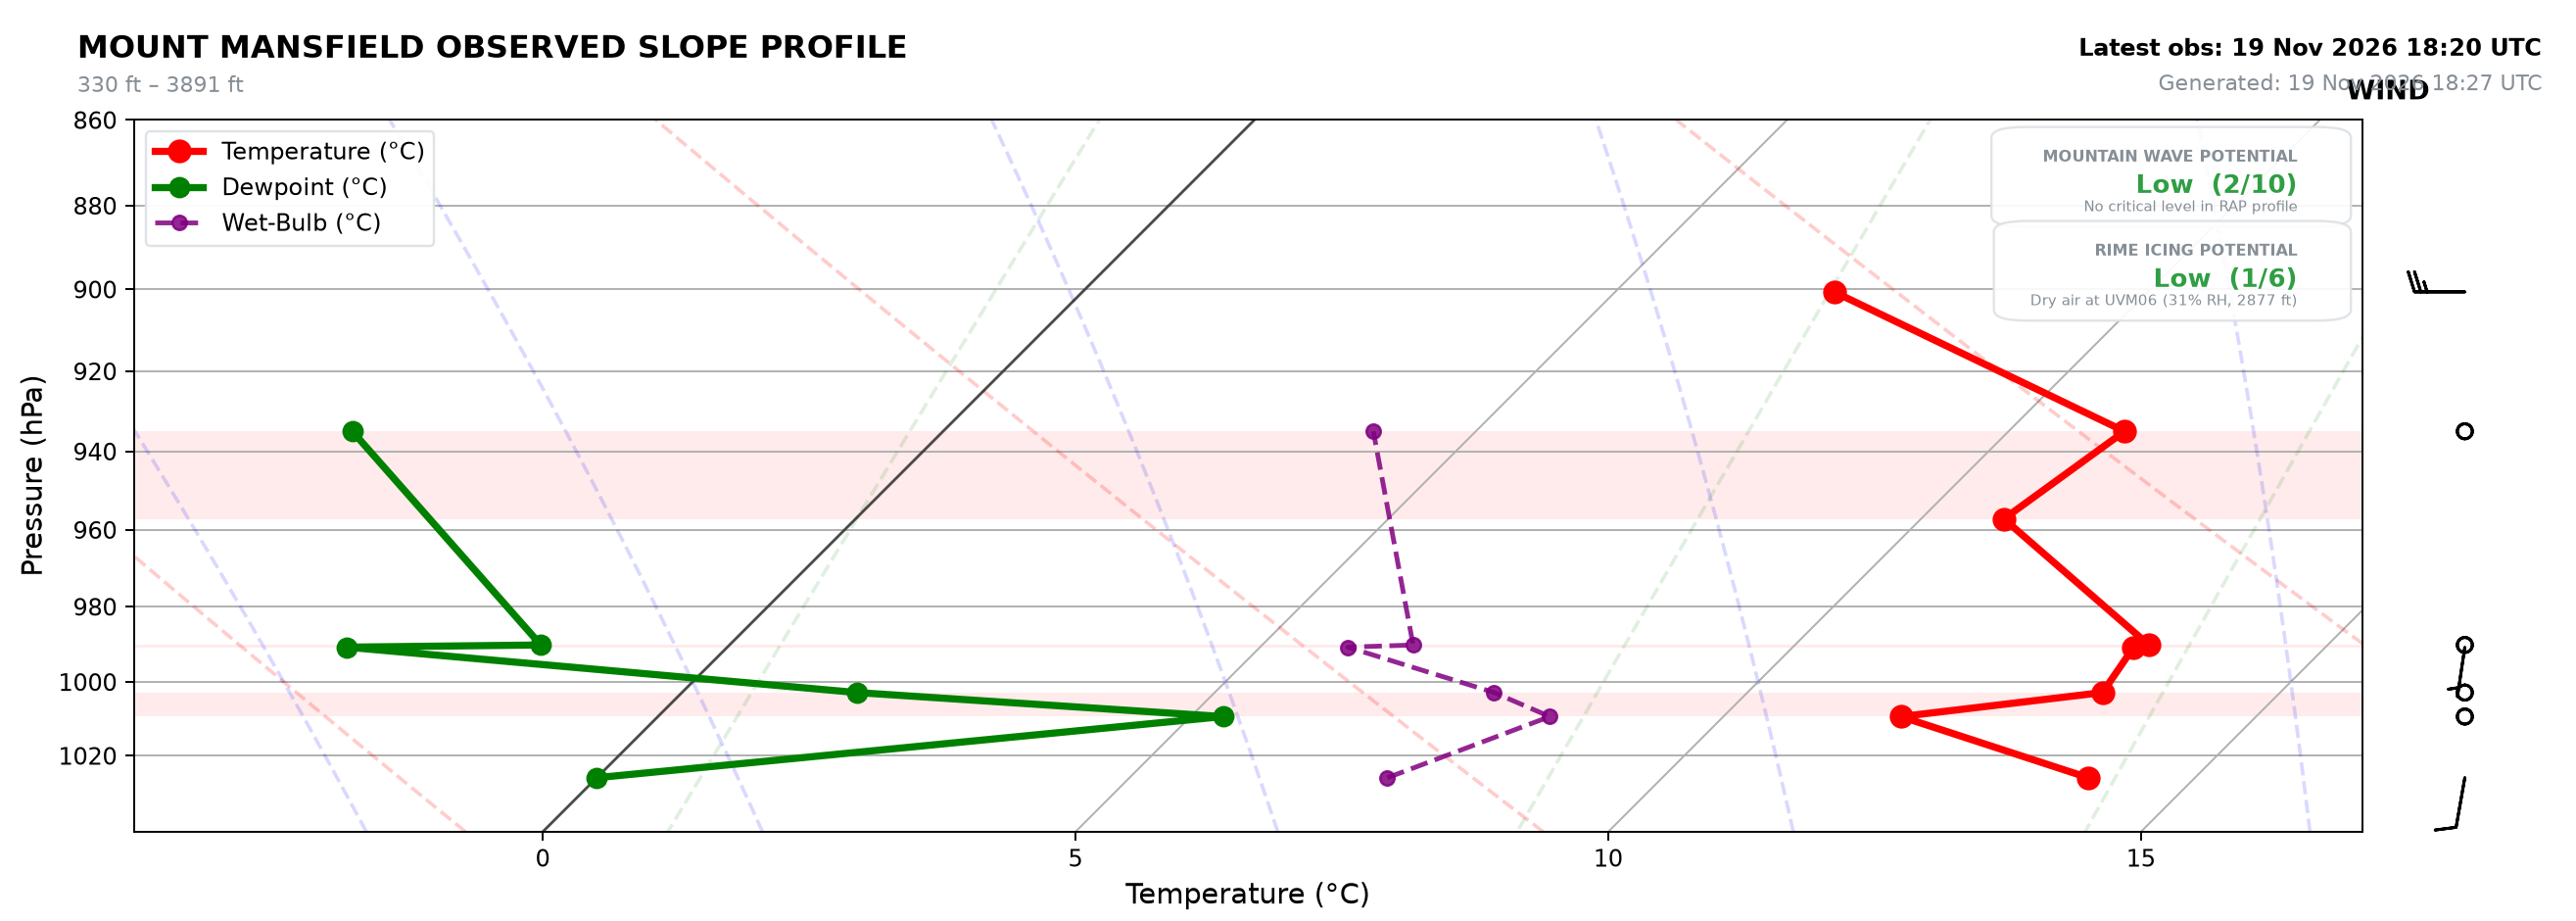 MOUNT MANSFIELD OBSERVED SLOPE PROFILE
330 ft – 3891 ft
Latest obs: 19 Nov 2026 18:20 UTC
Generated: 19 Nov 2026 18:27 UTC
WIND
Temperature (°C)
Dewpoint (°C)
Wet-Bulb (°C)
MOUNTAIN WAVE POTENTIAL
Low (2/10)
No critical level in RAP profile
RIME ICING POTENTIAL
Low (1/6)
Dry air at UVM06 (31% RH, 2877 ft)
Pressure (hPa)
860
880
900
920
940
960
980
1000
1020
0
5
10
15
Temperature (°C)